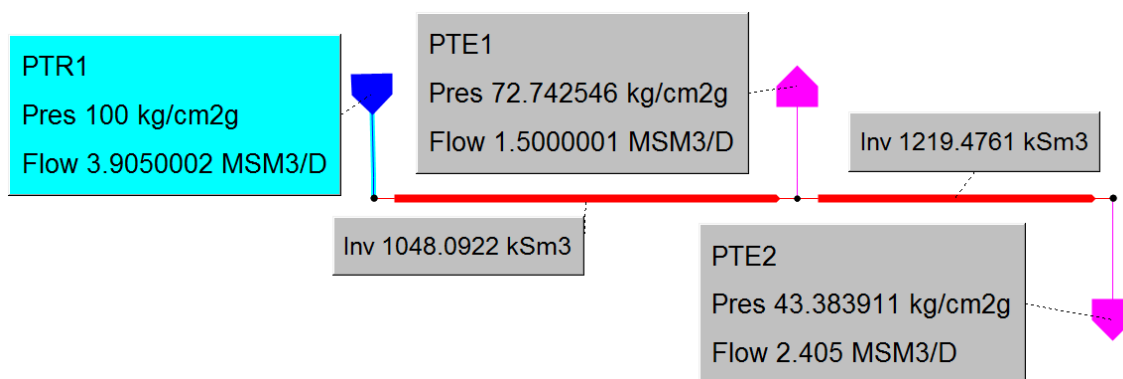 PTR1
Pres 100 kg/cm2g
Flow 3.9050002 MSM3/D
PTE1
Pres 72.742546 kg/cm2g
Flow 1.5000001 MSM3/D
Inv 1219.4761 kSm3
Inv 1048.0922 kSm3
PTE2
Pres 43.383911 kg/cm2g
Flow 2.405 MSM3/D